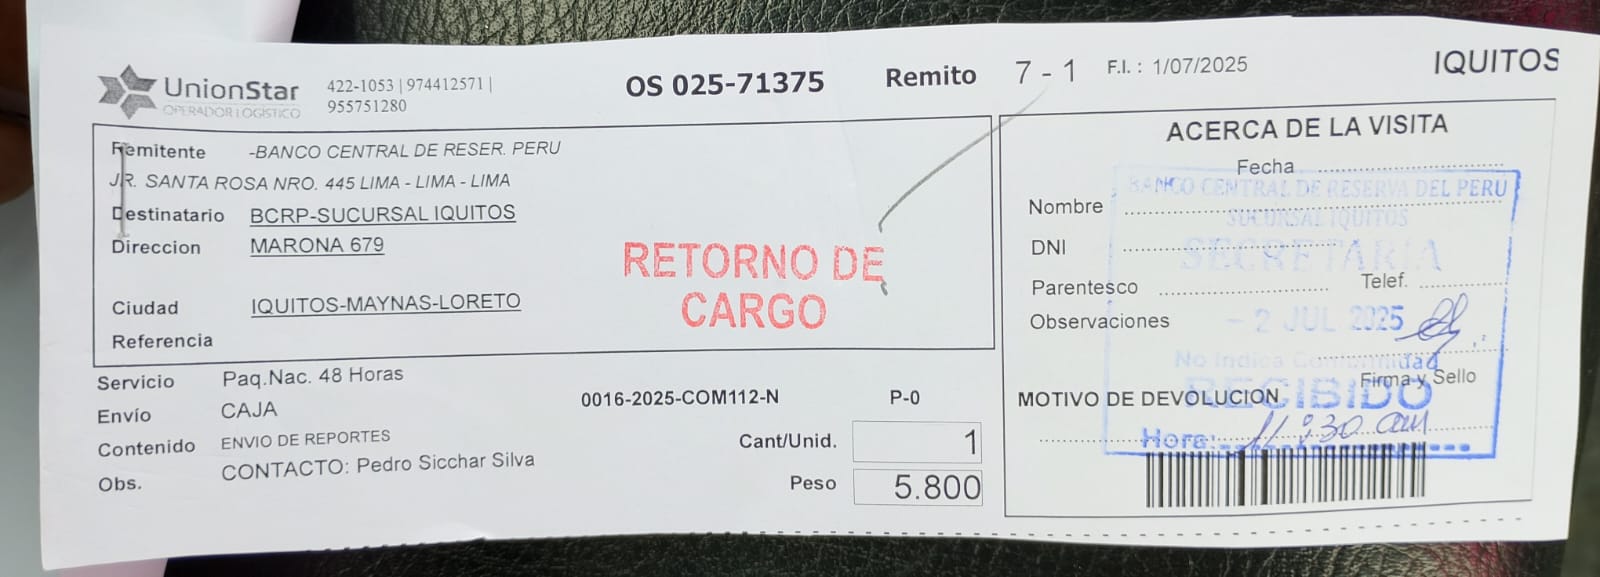 UnionStar
OPERADOR LOGÍSTICO
422-1053 | 974412571 |
955751280
OS 025-71375
Remito 7 - 1
F.I. : 1/07/2025
IQUITOS
Remitente -BANCO CENTRAL DE RESER. PERU
JR. SANTA ROSA NRO. 445 LIMA - LIMA - LIMA
Destinatario BCRP-SUCURSAL IQUITOS
Direccion MARONA 679
RETORNO DE
CARGO
Ciudad IQUITOS-MAYNAS-LORETO
Referencia
Servicio Paq.Nac. 48 Horas
Envío CAJA
0016-2025-COM112-N P-0
Contenido ENVIO DE REPORTES
Cant/Unid. 1
Obs. CONTACTO: Pedro Sicchar Silva
Peso 5.800
ACERCA DE LA VISITA
Fecha
BANCO CENTRAL DE RESERVA DEL PERU
Nombre
SUCURSAL IQUITOS
DNI
SECRETARIA
Parentesco Telef.
Observaciones
- 2 JUL 2025
No Indica Conformidad
Firma y Sello
MOTIVO DE DEVOLUCION
RECIBIDO
Hora: 11:30 am